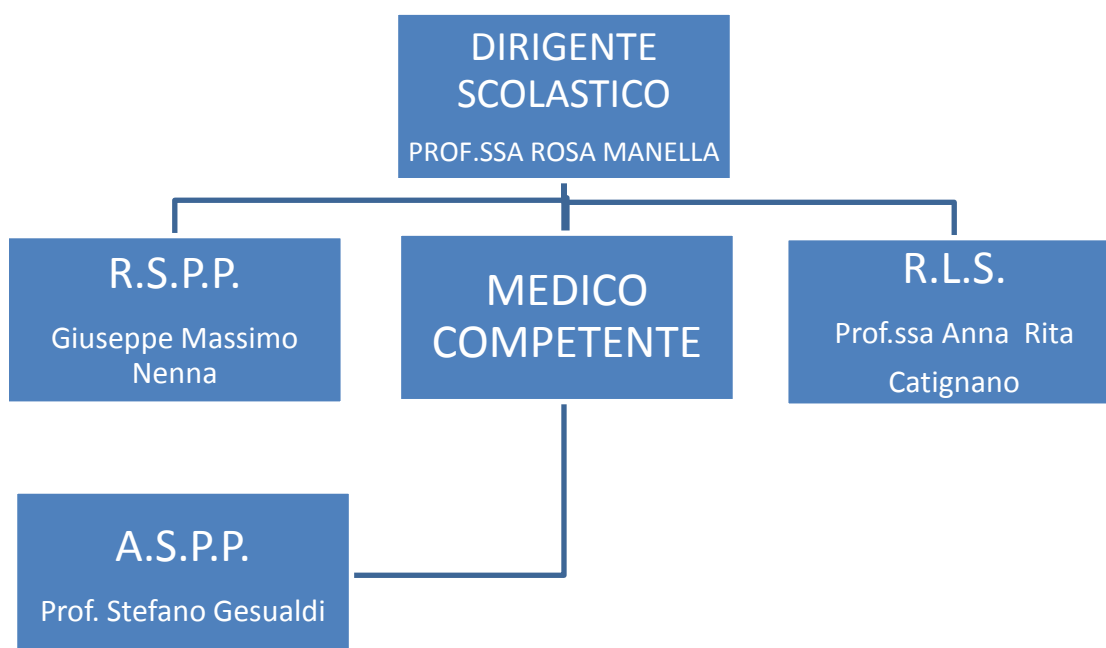 DIRIGENTE
SCOLASTICO
PROF.SSA ROSA MANELLA
R.S.P.P.
Giuseppe Massimo
Nenna
MEDICO
COMPETENTE
R.L.S.
Prof.ssa Anna Rita
Catignano
A.S.P.P.
Prof. Stefano Gesualdi